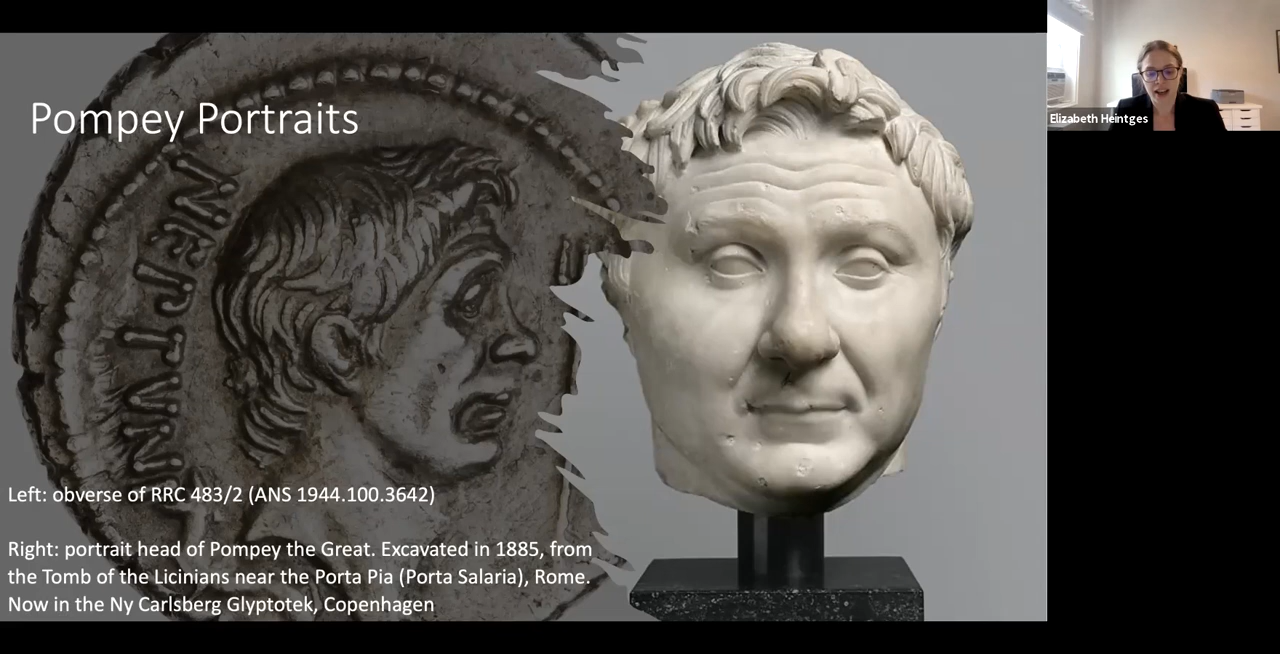 Pompey Portraits
NEPTVN
Left: obverse of RRC 483/2 (ANS 1944.100.3642)
Right: portrait head of Pompey the Great. Excavated in 1885, from
the Tomb of the Licinians near the Porta Pia (Porta Salaria), Rome.
Now in the Ny Carlsberg Glyptotek, Copenhagen
Elizabeth Heintges